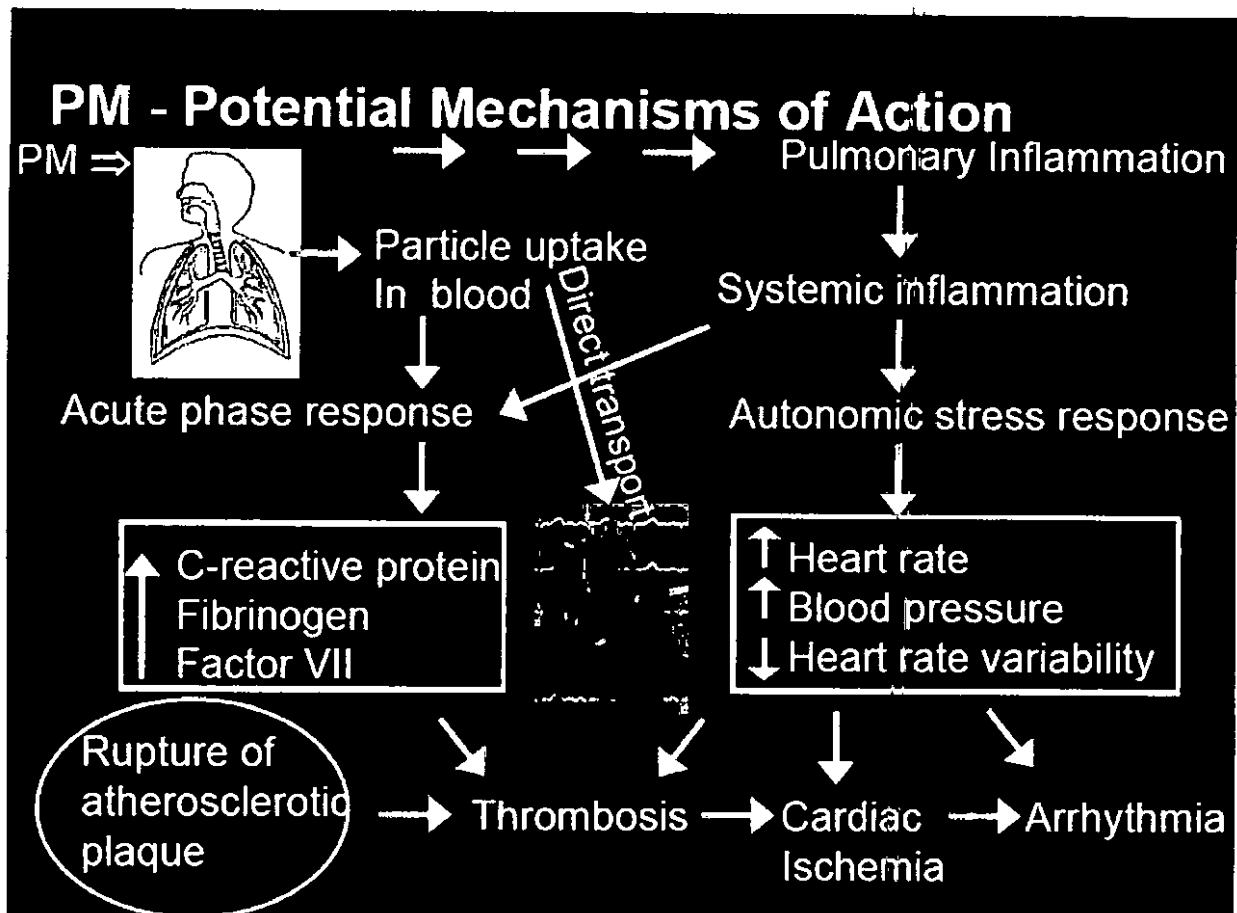 PM - Potential Mechanisms of Action
PM ⇒
Pulmonary Inflammation
Particle uptake
In blood
Direct transport
Systemic inflammation
Acute phase response
Autonomic stress response
C-reactive protein
Fibrinogen
Factor VII
Heart rate
Blood pressure
Heart rate variability
Rupture of
atherosclerotic
plaque
Thrombosis
Cardiac
Ischemia
Arrhythmia